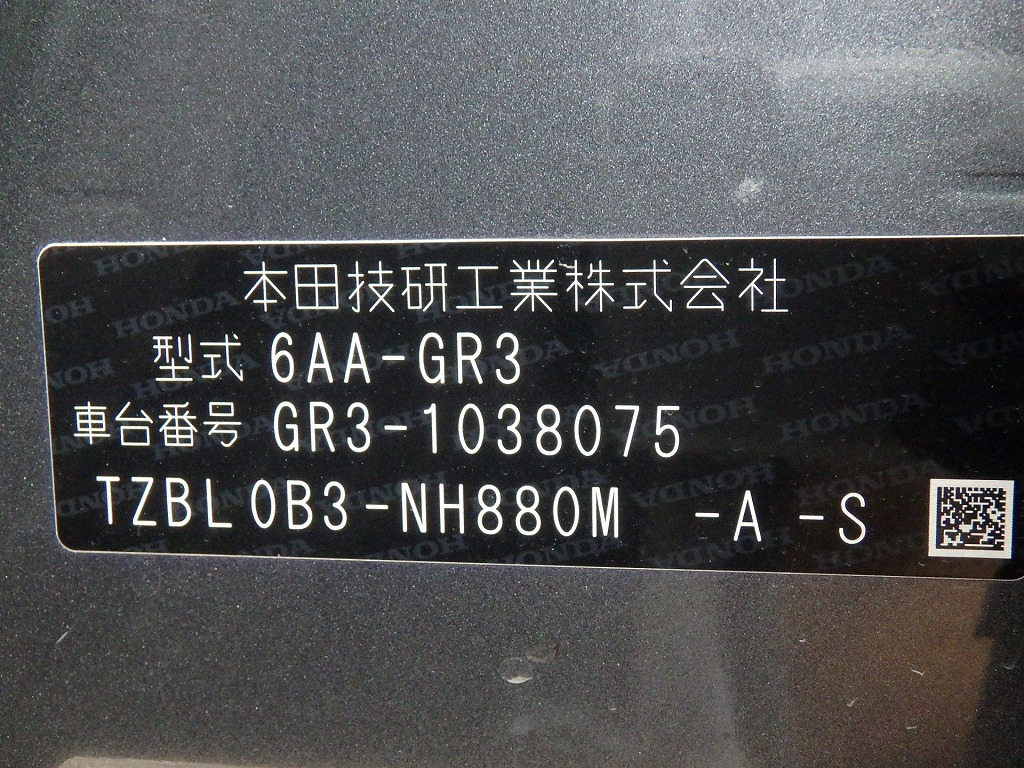 本田技研工業株式会社
型式 6AA-GR3
車台番号 GR3-1038075
TZBL0B3-NH880M -A -S